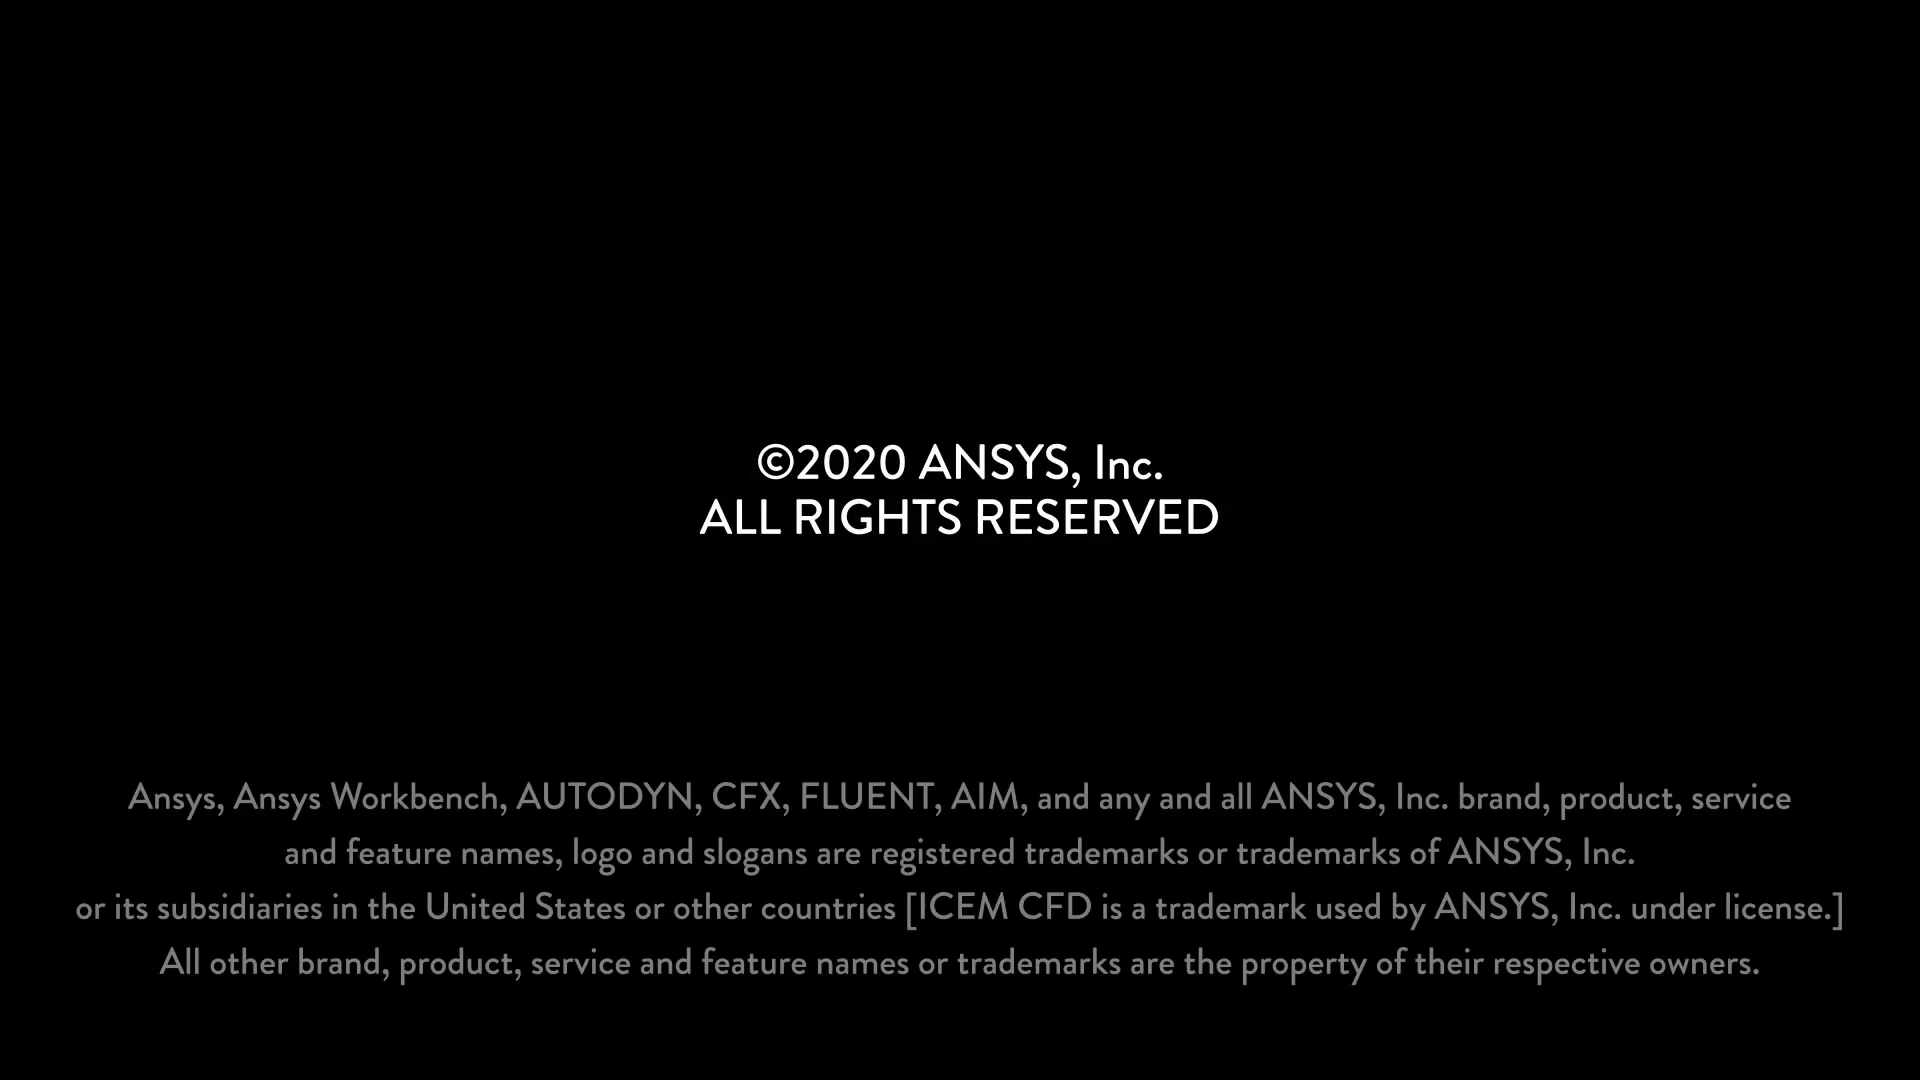 ©2020 ANSYS, Inc.
ALL RIGHTS RESERVED
Ansys, Ansys Workbench, AUTODYN, CFX, FLUENT, AIM, and any and all ANSYS, Inc. brand, product, service
and feature names, logo and slogans are registered trademarks or trademarks of ANSYS, Inc.
or its subsidiaries in the United States or other countries [ICEM CFD is a trademark used by ANSYS, Inc. under license.]
All other brand, product, service and feature names or trademarks are the property of their respective owners.